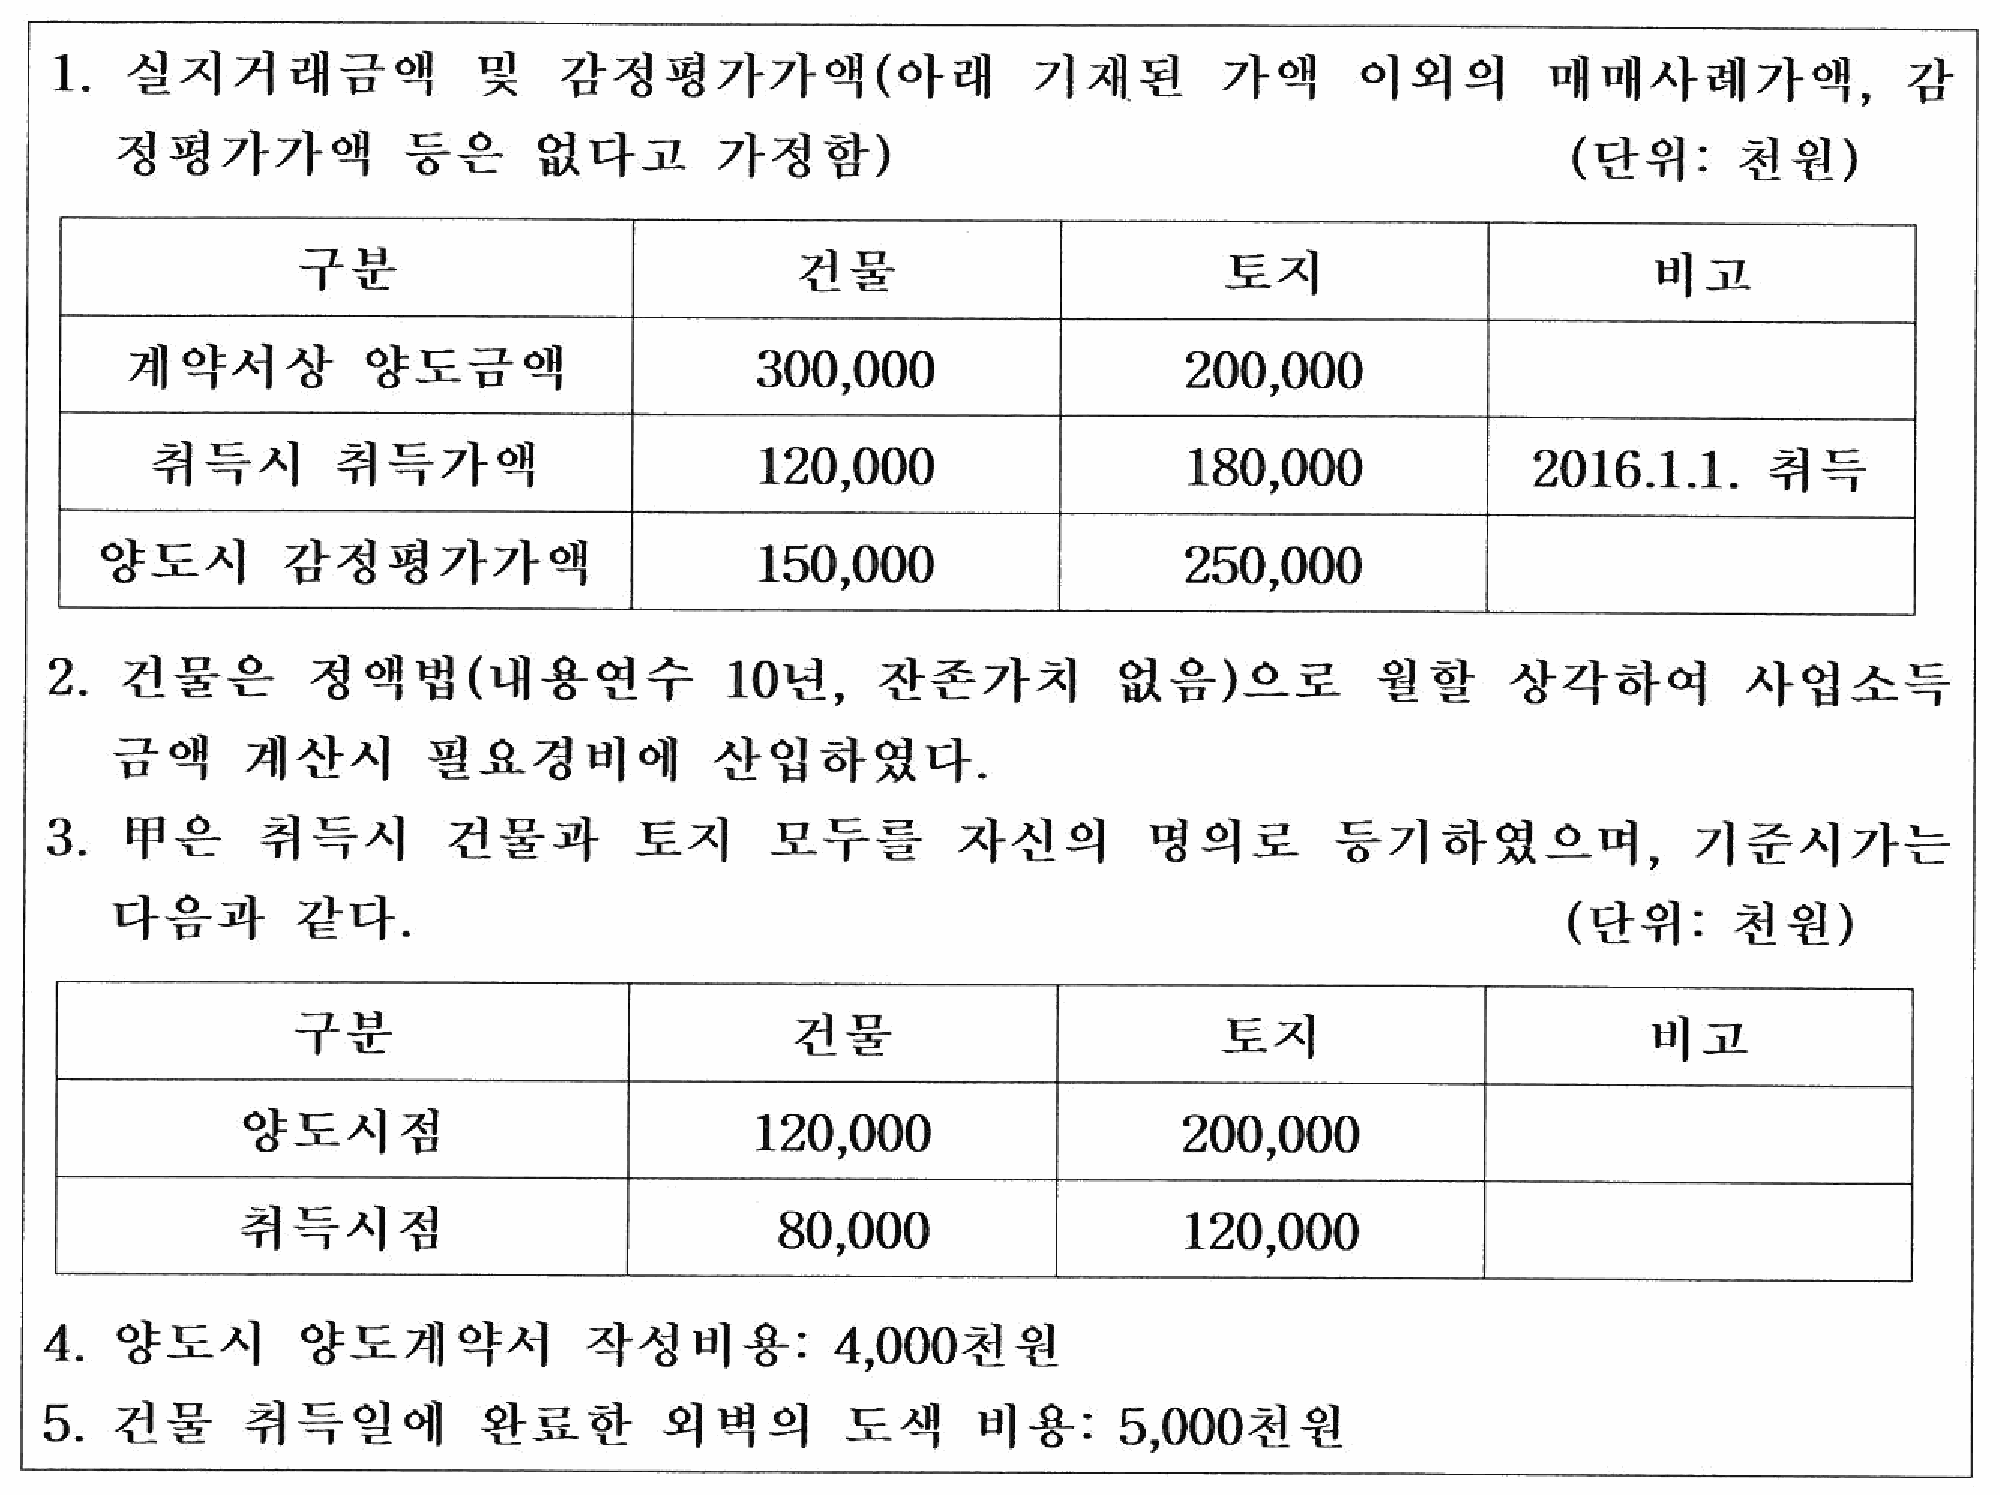 1. 실지거래금액 및 감정평가가액(아래 기재된 가액 이외의 매매사례가액, 감
정평가가액 등은 없다고 가정함) (단위: 천원)
구분 건물 토지 비고
계약서상 양도금액 300,000 200,000
취득시 취득가액 120,000 180,000 2016.1.1. 취득
양도시 감정평가가액 150,000 250,000
2. 건물은 정액법(내용연수 10년, 잔존가치 없음)으로 월할 상각하여 사업소득
금액 계산시 필요경비에 산입하였다.
3. 甲은 취득시 건물과 토지 모두를 자신의 명의로 등기하였으며, 기준시가는
다음과 같다. (단위: 천원)
구분 건물 토지 비고
양도시점 120,000 200,000
취득시점 80,000 120,000
4. 양도시 양도계약서 작성비용: 4,000천원
5. 건물 취득일에 완료한 외벽의 도색 비용: 5,000천원